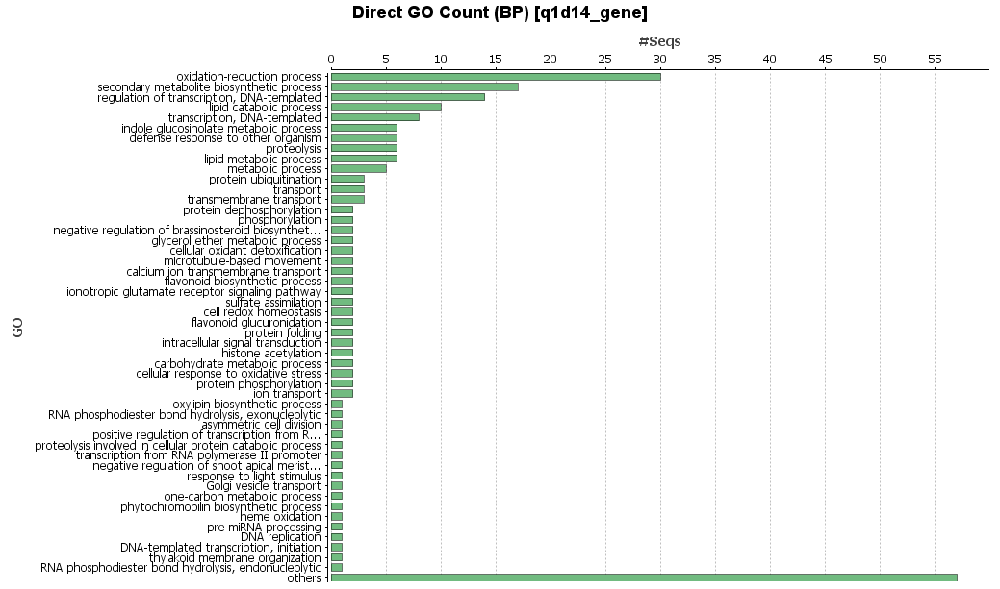 Direct GO Count (BP) [q1d14_gene]
#Seqs
0 5 10 15 20 25 30 35 40 45 50 55
GO
oxidation-reduction process
secondary metabolite biosynthetic process
regulation of transcription, DNA-templated
lipid catabolic process
transcription, DNA-templated
indole glucosinolate metabolic process
defense response to other organism
proteolysis
lipid metabolic process
metabolic process
protein ubiquitination
transport
transmembrane transport
protein dephosphorylation
phosphorylation
negative regulation of brassinosteroid biosynthet...
glycerol ether metabolic process
cellular oxidant detoxification
microtubule-based movement
calcium ion transmembrane transport
flavonoid biosynthetic process
ionotropic glutamate receptor signaling pathway
sulfate assimilation
cell redox homeostasis
flavonoid glucuronidation
protein folding
intracellular signal transduction
histone acetylation
carbohydrate metabolic process
cellular response to oxidative stress
protein phosphorylation
ion transport
oxylipin biosynthetic process
RNA phosphodiester bond hydrolysis, exonucleolytic
asymmetric cell division
positive regulation of transcription from R...
proteolysis involved in cellular protein catabolic process
transcription from RNA polymerase II promoter
negative regulation of shoot apical merist...
response to light stimulus
Golgi vesicle transport
one-carbon metabolic process
phytochromobilin biosynthetic process
heme oxidation
pre-miRNA processing
DNA replication
DNA-templated transcription, initiation
thylakoid membrane organization
RNA phosphodiester bond hydrolysis, endonucleolytic
others